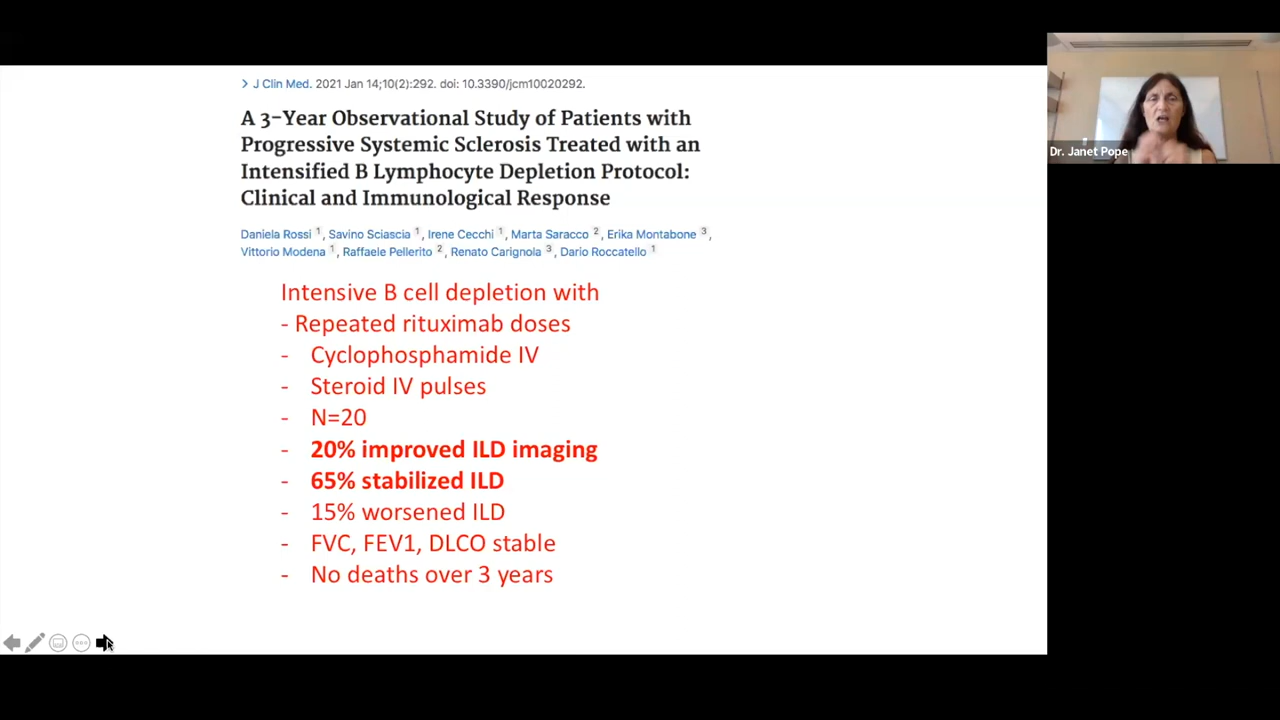 > J Clin Med. 2021 Jan 14;10(2):292. doi: 10.3390/jcm10020292.
A 3-Year Observational Study of Patients with
Progressive Systemic Sclerosis Treated with an
Intensified B Lymphocyte Depletion Protocol:
Clinical and Immunological Response
Daniela Rossi 1, Savino Sciascia 1, Irene Cecchi 1, Marta Saracco 2, Erika Montabone 3,
Vittorio Modena 1, Raffaele Pellerito 2, Renato Carignola 3, Dario Roccatello 1
Intensive B cell depletion with
- Repeated rituximab doses
- Cyclophosphamide IV
- Steroid IV pulses
- N=20
- 20% improved ILD imaging
- 65% stabilized ILD
- 15% worsened ILD
- FVC, FEV1, DLCO stable
- No deaths over 3 years
Dr. Janet Pope